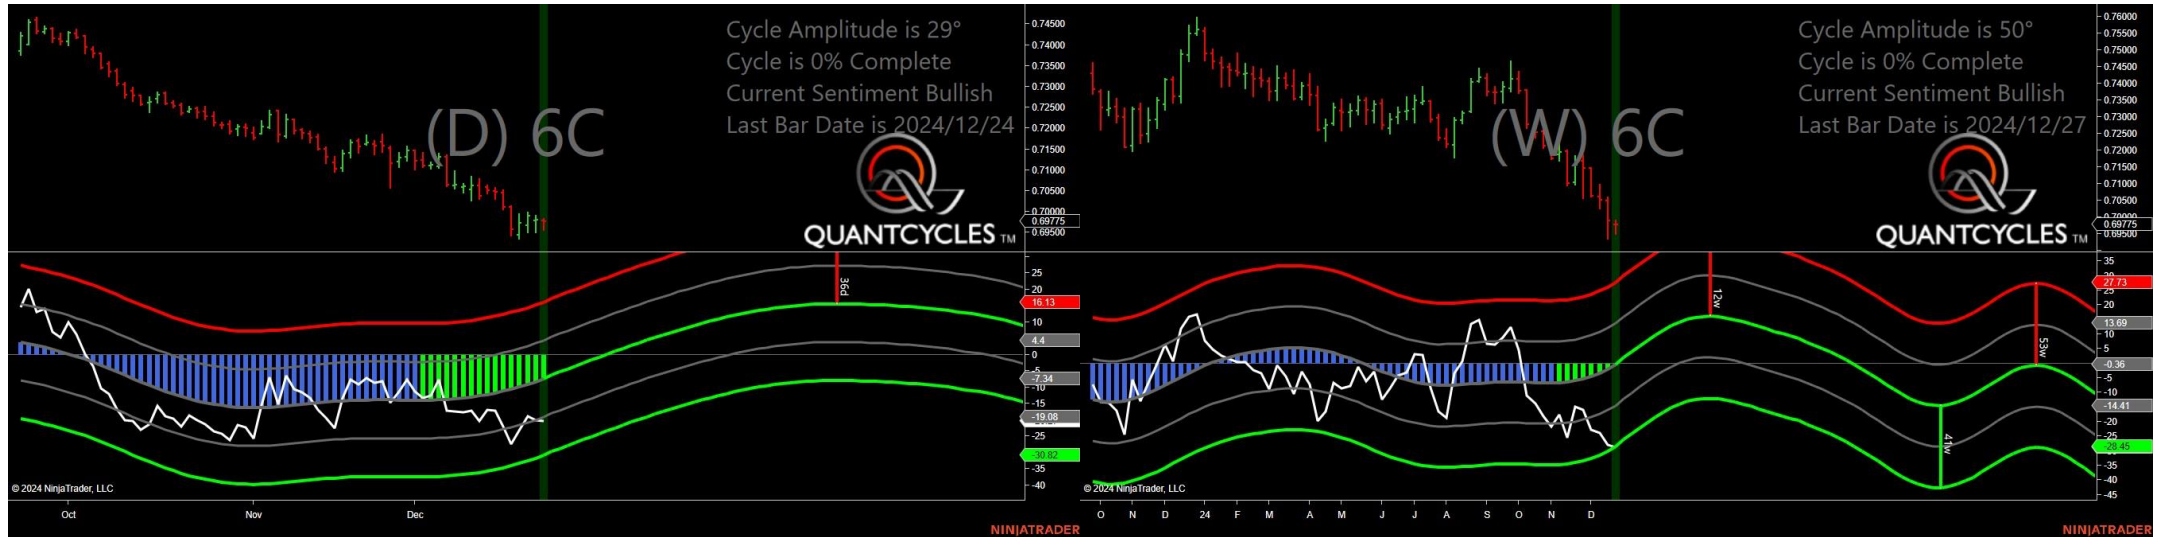 Cycle Amplitude is 29°
Cycle is 0% Complete
Current Sentiment Bullish
Last Bar Date is 2024/12/24
(D) 6C
QUANTCYCLES TM
0.74500
0.74000
0.73500
0.73000
0.72500
0.72000
0.71500
0.71000
0.70500
0.70000
0.69775
0.69500
36d
25
20
16.13
10
4.4
0
-5
-7.34
-10
-15
-19.08
-25
-30.82
-35
-40
© 2024 NinjaTrader, LLC
Oct Nov Dec
NINJATRADER
Cycle Amplitude is 50°
Cycle is 0% Complete
Current Sentiment Bullish
Last Bar Date is 2024/12/27
(W) 6C
QUANTCYCLES TM
0.76000
0.75500
0.75000
0.74500
0.74000
0.73500
0.73000
0.72500
0.72000
0.71500
0.71000
0.70500
0.70000
0.69775
0.69500
12w
53w
41w
35
30
27.73
25
20
13.69
10
5
-0.36
-5
-10
-14.41
-20
-25
-28.45
-35
-40
-45
© 2024 NinjaTrader, LLC
O N D 24 F M A M J J A S O N D
NINJATRADER